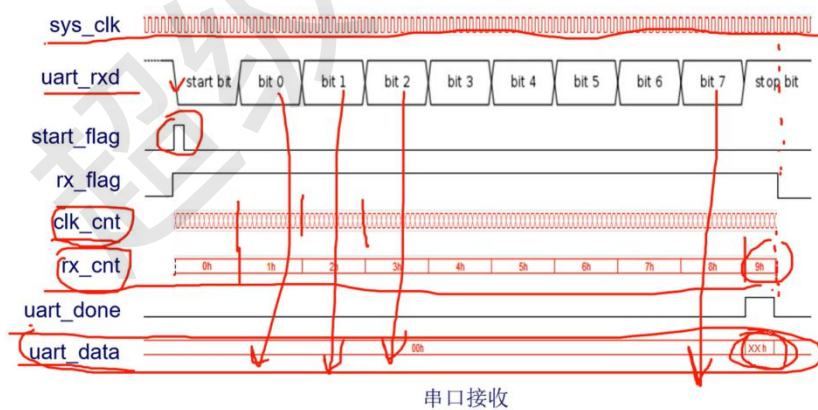 sys_clk
uart_rxd start bit bit 0 bit 1 bit 2 bit 3 bit 4 bit 5 bit 6 bit 7 stop bit
start_flag
rx_flag
clk_cnt
rx_cnt 0h 1h 2h 3h 4h 5h 6h 7h 8h 9h
uart_done
uart_data 00h XXh
串口接收